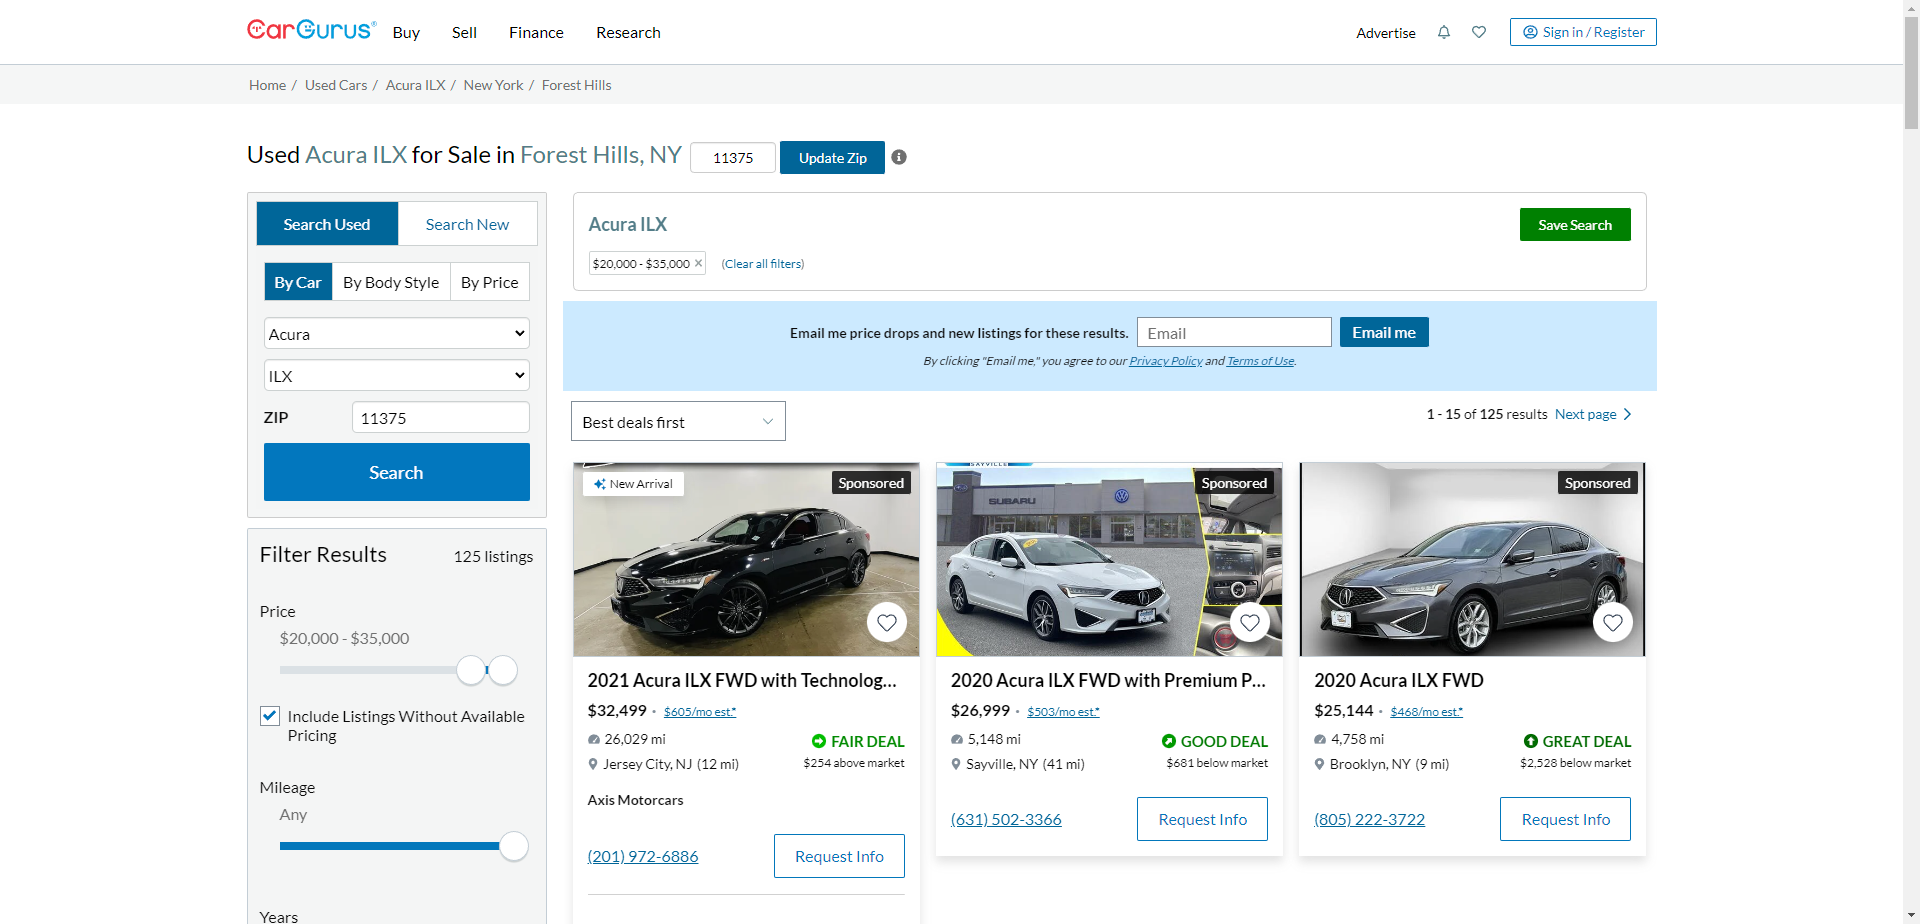 CarGurus®
Buy
Sell
Finance
Research
Advertise
Sign in / Register
Home / Used Cars / Acura ILX / New York / Forest Hills
Used Acura ILX for Sale in Forest Hills, NY
11375
Update Zip
Search Used
Search New
By Car
By Body Style
By Price
Acura
ILX
ZIP
11375
Search
Filter Results
125 listings
Price
$20,000 - $35,000
Include Listings Without Available
Pricing
Mileage
Any
Years
Acura ILX
Save Search
$20,000 - $35,000 ×
(Clear all filters)
Email me price drops and new listings for these results.
Email
Email me
By clicking "Email me," you agree to our Privacy Policy and Terms of Use.
Best deals first
1 - 15 of 125 results
Next page
New Arrival
Sponsored
2021 Acura ILX FWD with Technolog...
$32,499 · $605/mo est.*
26,029 mi
FAIR DEAL
Jersey City, NJ (12 mi)
$254 above market
Axis Motorcars
(201) 972-6886
Request Info
SAYVILLE
SUBARU
Sponsored
2020 Acura ILX FWD with Premium P...
$26,999 · $503/mo est.*
5,148 mi
GOOD DEAL
Sayville, NY (41 mi)
$681 below market
(631) 502-3366
Request Info
Sponsored
2020 Acura ILX FWD
$25,144 · $468/mo est.*
4,758 mi
GREAT DEAL
Brooklyn, NY (9 mi)
$2,528 below market
(805) 222-3722
Request Info